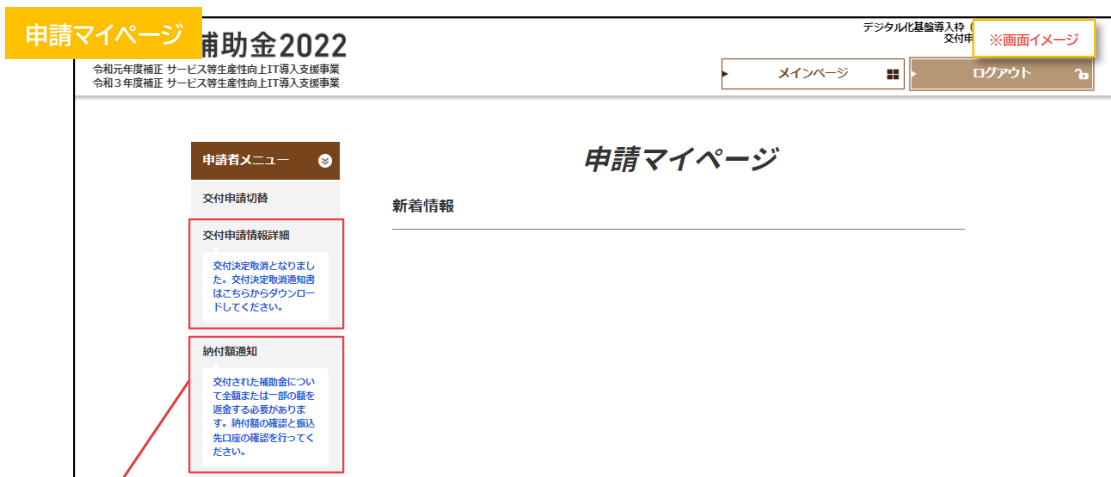 申請マイページ
補助金2022
デジタル化基盤導入枠（
交付申
※画面イメージ
令和元年度補正 サービス等生産性向上IT導入支援事業
令和3年度補正 サービス等生産性向上IT導入支援事業
メインページ
ログアウト
申請者メニュー
申請マイページ
交付申請切替
新着情報
交付申請情報詳細
交付決定取消となりまし
た。交付決定取消通知書
はこちらからダウンロー
ドしてください。
納付額通知
交付された補助金につい
て全額または一部の額を
返金する必要がありま
す。納付額の確認と振込
先口座の確認を行ってく
ださい。